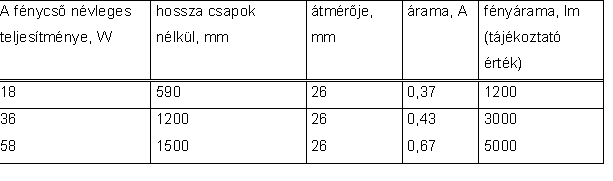 A fénycső névleges teljesítménye, W | hossza csapok nélkül, mm | átmérője, mm | árama, A | fényárama, lm (tájékoztató érték)
18 | 590 | 26 | 0,37 | 1200
36 | 1200 | 26 | 0,43 | 3000
58 | 1500 | 26 | 0,67 | 5000